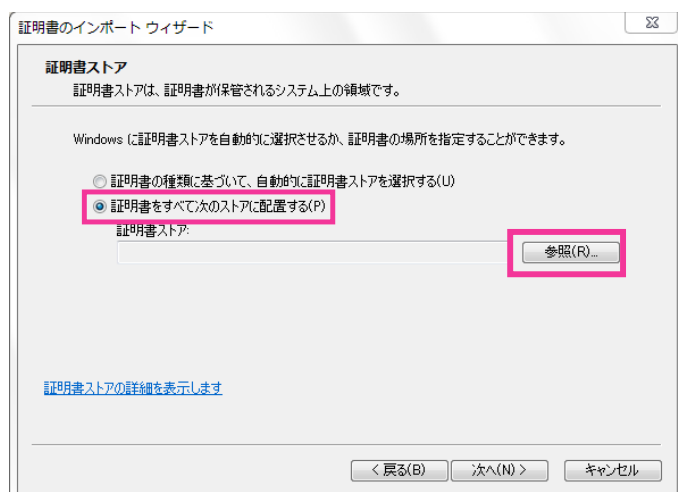 証明書のインポート ウィザード
証明書ストア
証明書ストアは、証明書が保管されるシステム上の領域です。
Windows に証明書ストアを自動的に選択させるか、証明書の場所を指定することができます。
証明書の種類に基づいて、自動的に証明書ストアを選択する(U)
証明書をすべて次のストアに配置する(P)
証明書ストア:
参照(R)...
証明書ストアの詳細を表示します
< 戻る(B) 次へ(N) > キャンセル